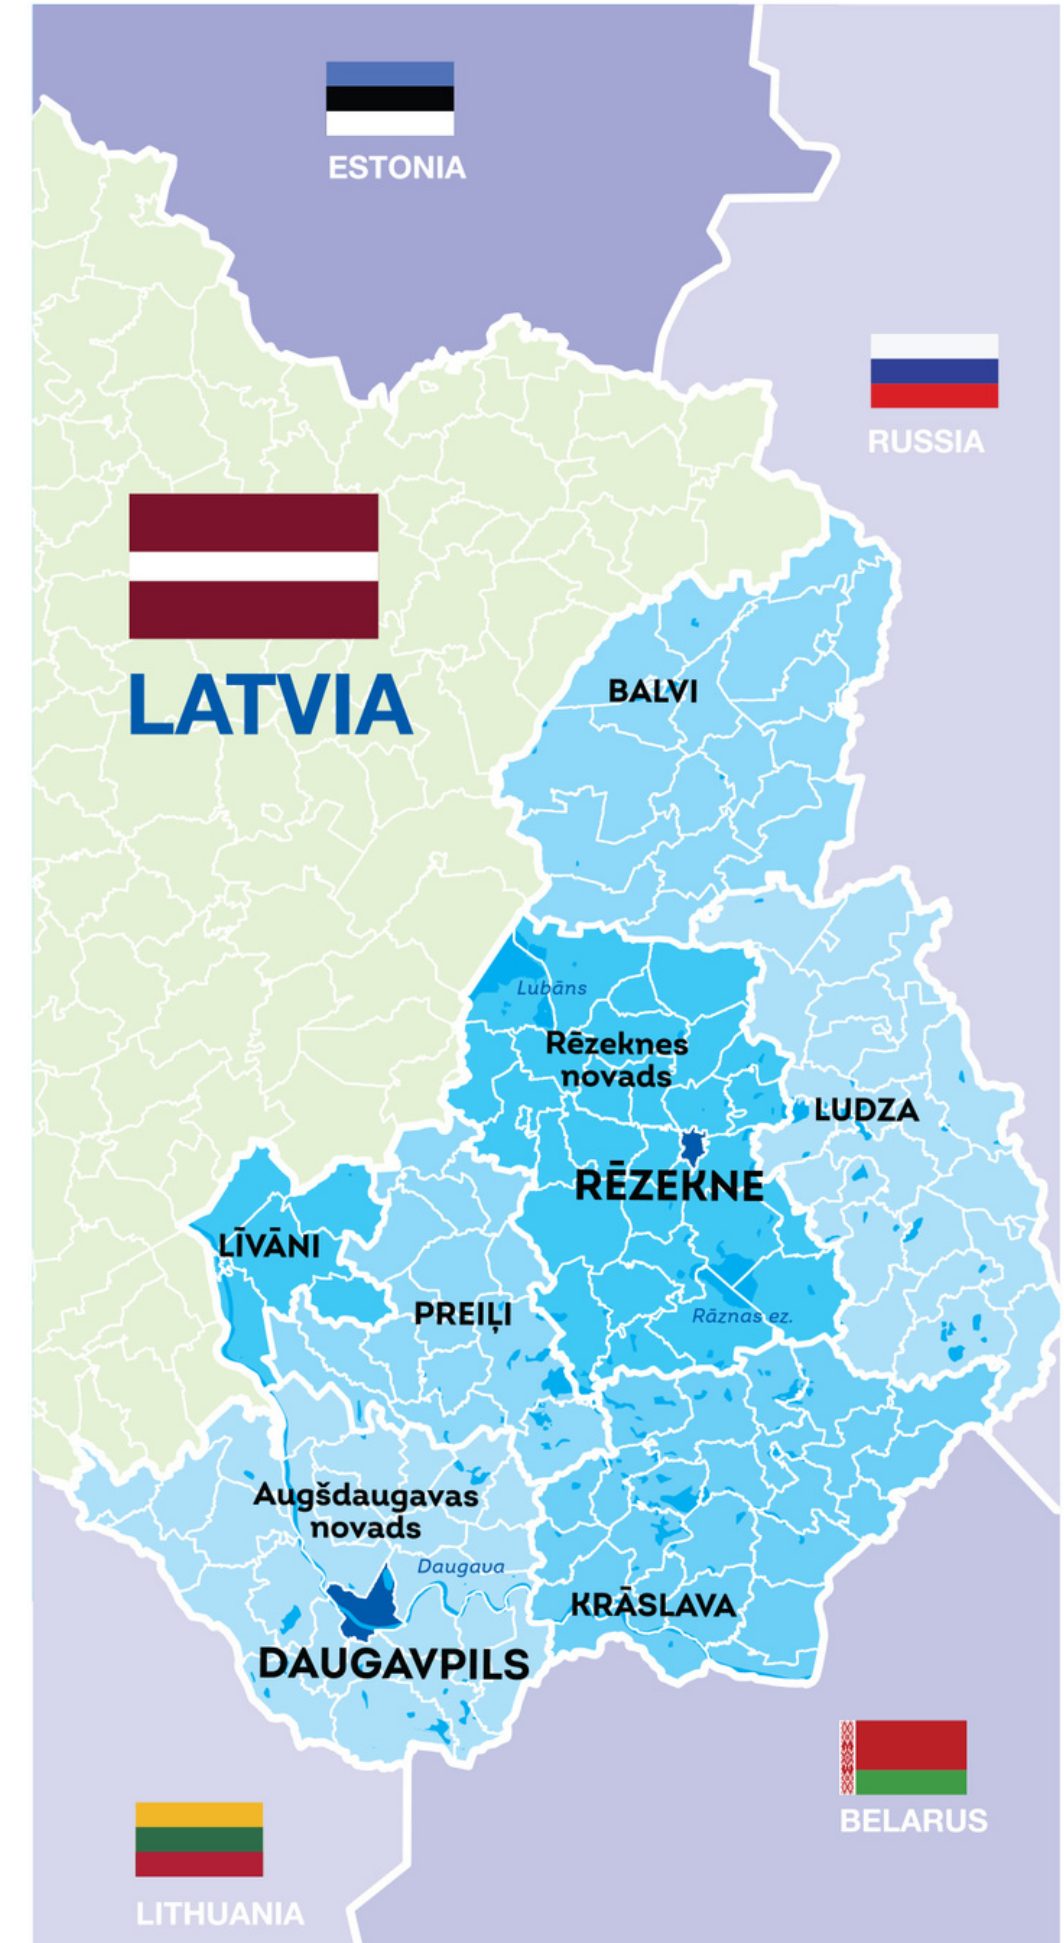 ESTONIA
RUSSIA
LATVIA
BALVI
Lubāns
Rēzeknes
novads
LUDZA
RĒZEKNE
LĪVĀNI
PREIĻI
Rāznas ez.
Augšdaugavas
novads
Daugava
KRĀSLAVA
DAUGAVPILS
BELARUS
LITHUANIA